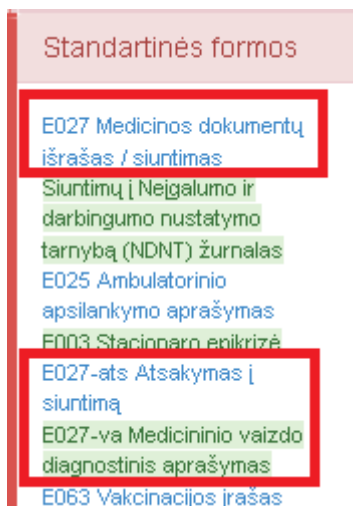 Standartinės formos
E027 Medicinos dokumentų
išrašas / siuntimas
Siuntimų į Neįgalumo ir
darbingumo nustatymo
tarnybą (NDNT) žurnalas
E025 Ambulatorinio
apsilankymo aprašymas
E003 Stacionaro epikrizė
E027-ats Atsakymas į
siuntimą
E027-va Medicininio vaizdo
diagnostinis aprašymas
E063 Vakcinacijos įrašas